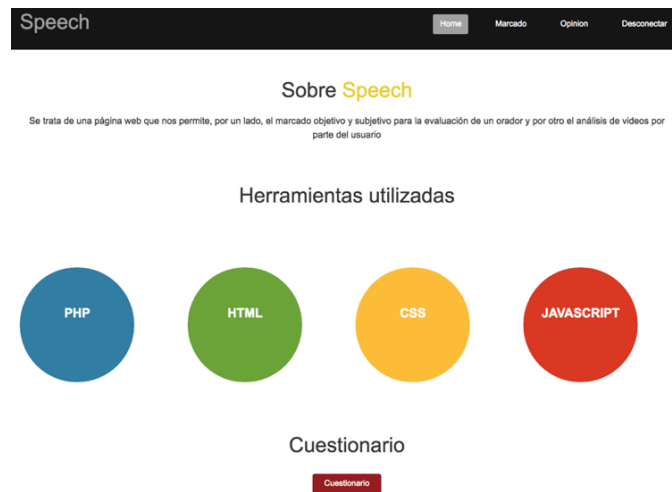 Speech Home Marcado Opinion Desconectar
Sobre Speech
Se trata de una página web que nos permite, por un lado, el marcado objetivo y subjetivo para la evaluación de un orador y por otro el análisis de videos por
parte del usuario
Herramientas utilizadas
PHP HTML CSS JAVASCRIPT
Cuestionario
Cuestionario